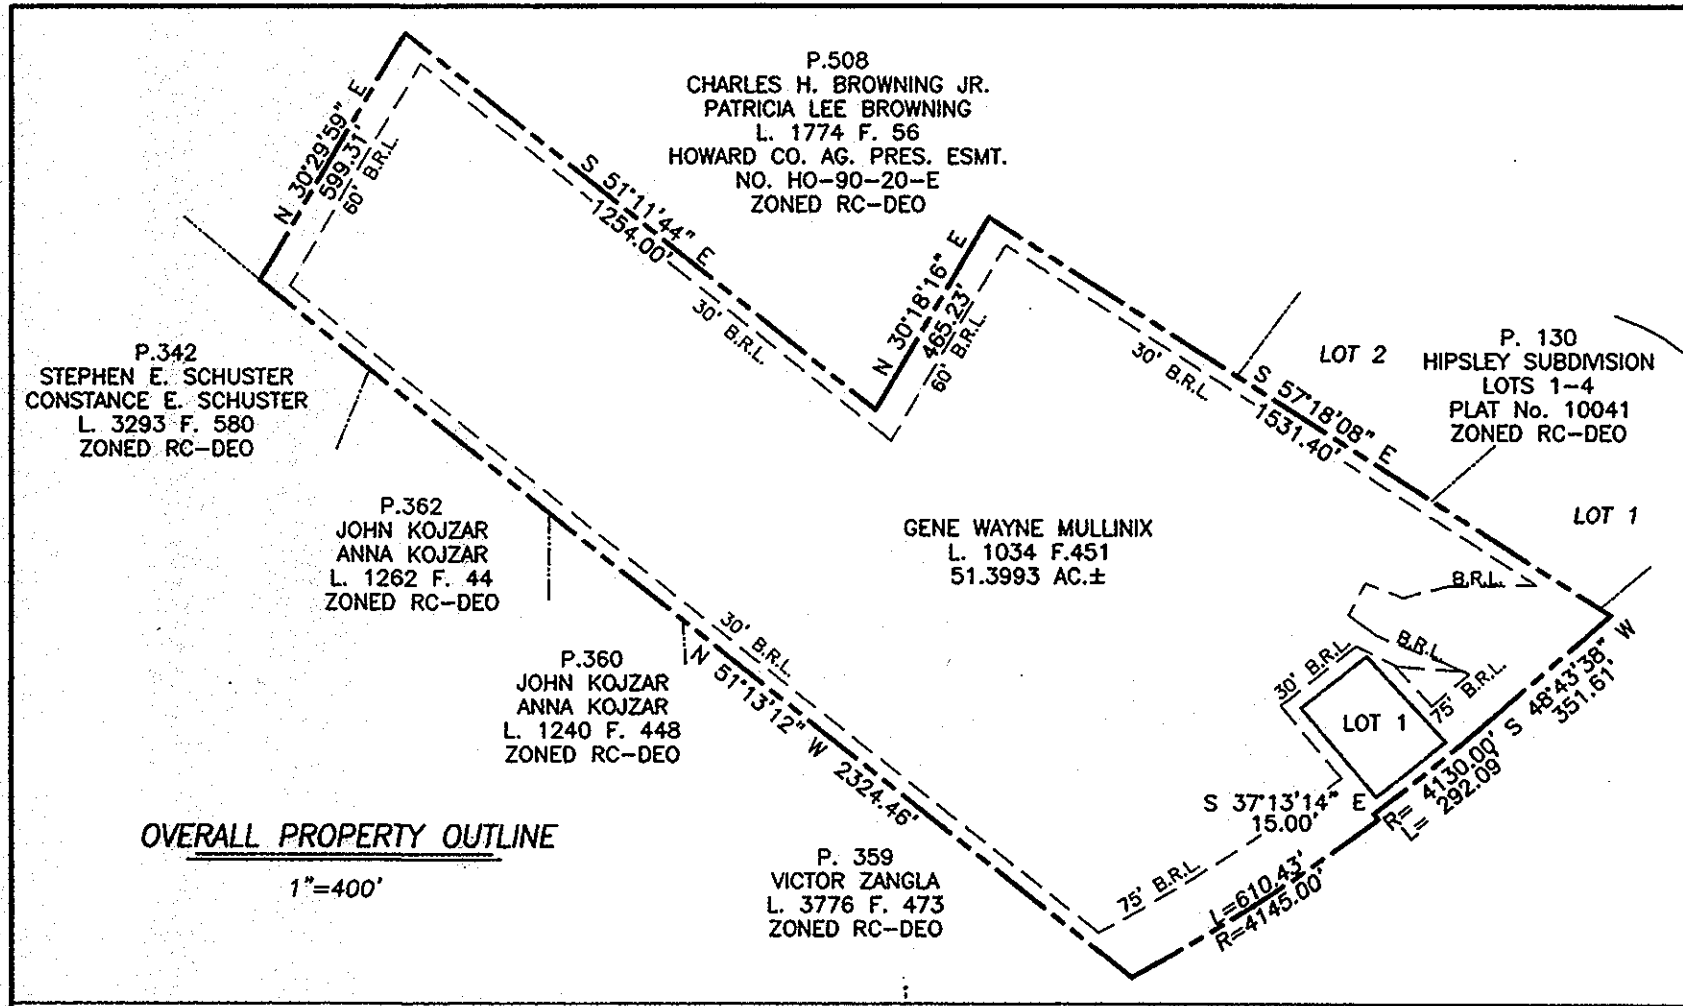 P.508
CHARLES H. BROWNING JR.
PATRICIA LEE BROWNING
L. 1774 F. 56
HOWARD CO. AG. PRES. ESMT.
NO. HO-90-20-E
ZONED RC-DEO
N 30°29'59" E
599.31'
60' B.R.L.
S 51°11'44" E
1254.00'
30' B.R.L.
N 30°18'16" E
465.23'
60' B.R.L.
30' B.R.L.
S 57°18'08" E
1531.40'
LOT 2
P. 130
HIPSLEY SUBDIVISION
LOTS 1-4
PLAT No. 10041
ZONED RC-DEO
LOT 1
P.342
STEPHEN E. SCHUSTER
CONSTANCE E. SCHUSTER
L. 3293 F. 580
ZONED RC-DEO
P.362
JOHN KOJZAR
ANNA KOJZAR
L. 1262 F. 44
ZONED RC-DEO
GENE WAYNE MULLINIX
L. 1034 F.451
51.3993 AC.±
B.R.L.
B.R.L.
30' B.R.L.
75' B.R.L.
LOT 1
S 48°43'38" W
351.61'
30' B.R.L.
N 51°13'12" W 2324.46'
P.360
JOHN KOJZAR
ANNA KOJZAR
L. 1240 F. 448
ZONED RC-DEO
S 37°13'14" E
15.00'
R= 4130.00'
L= 292.09'
OVERALL PROPERTY OUTLINE
1"=400'
P. 359
VICTOR ZANGLA
L. 3776 F. 473
ZONED RC-DEO
75' B.R.L.
L=610.43'
R=4145.00'